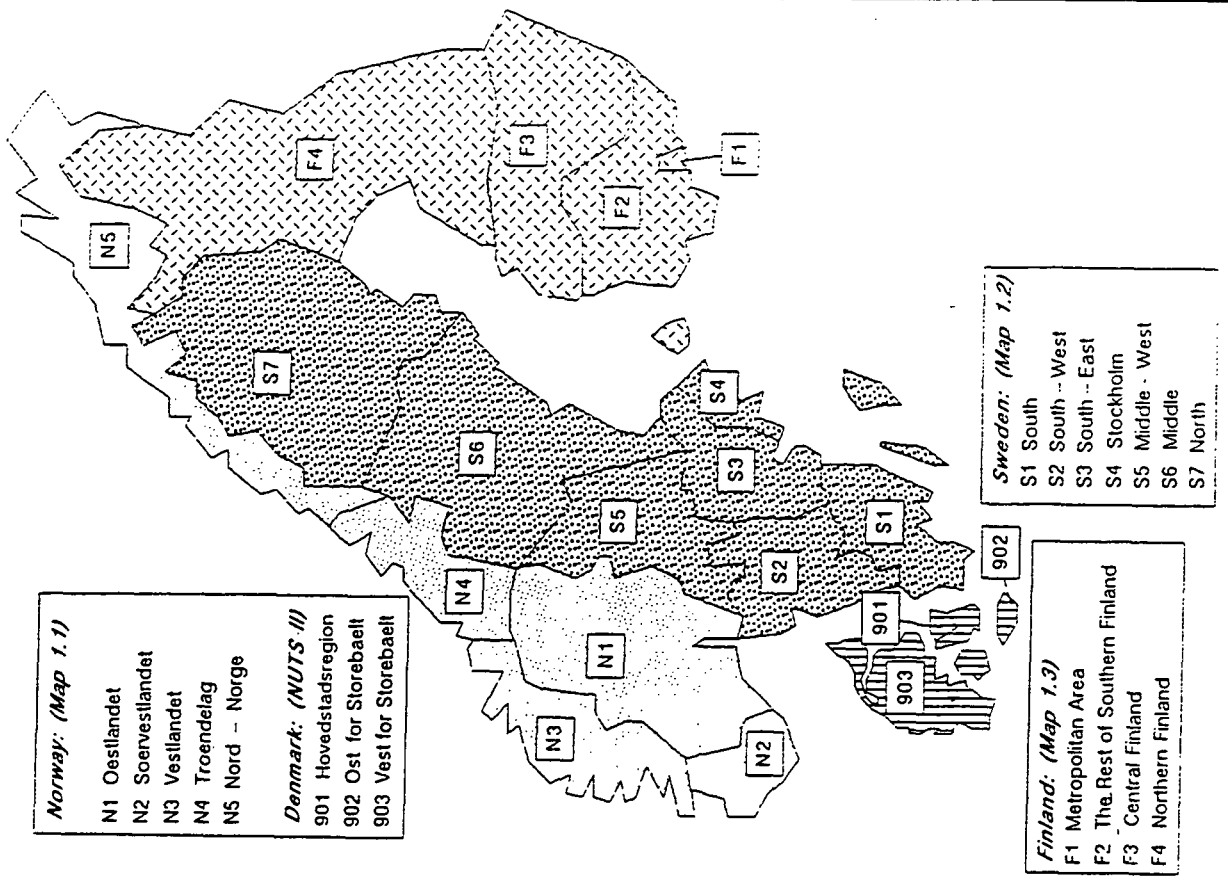 Norway: (Map 1.1)
N1 Oestlandet
N2 Soervestlandet
N3 Vestlandet
N4 Troendelag
N5 Nord – Norge
Denmark: (NUTS II)
901 Hovedstadsregion
902 Ost for Storebaelt
903 Vest for Storebaelt
N5
F4
F3
F2
F1
S7
S6
S5
S4
S3
S2
S1
N4
N3
N1
N2
901
902
903
Finland: (Map 1.3)
F1 Metropolitan Area
F2 The Rest of Southern Finland
F3 Central Finland
F4 Northern Finland
Sweden: (Map 1.2)
S1 South
S2 South -- West
S3 South -- East
S4 Stockholm
S5 Middle - West
S6 Middle
S7 North